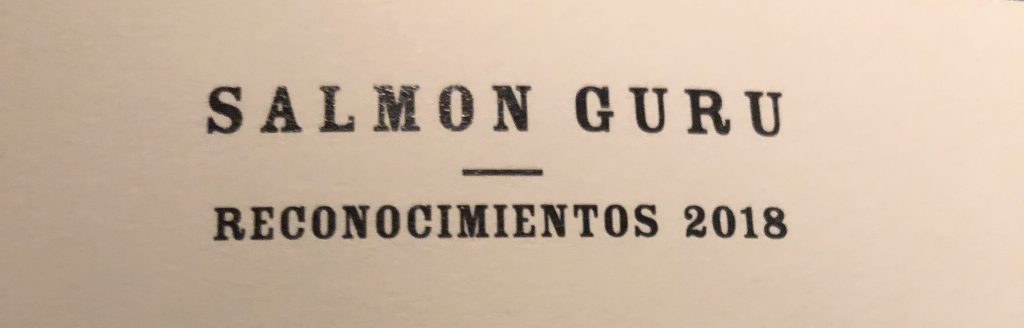 SALMON GURU
RECONOCIMIENTOS 2018